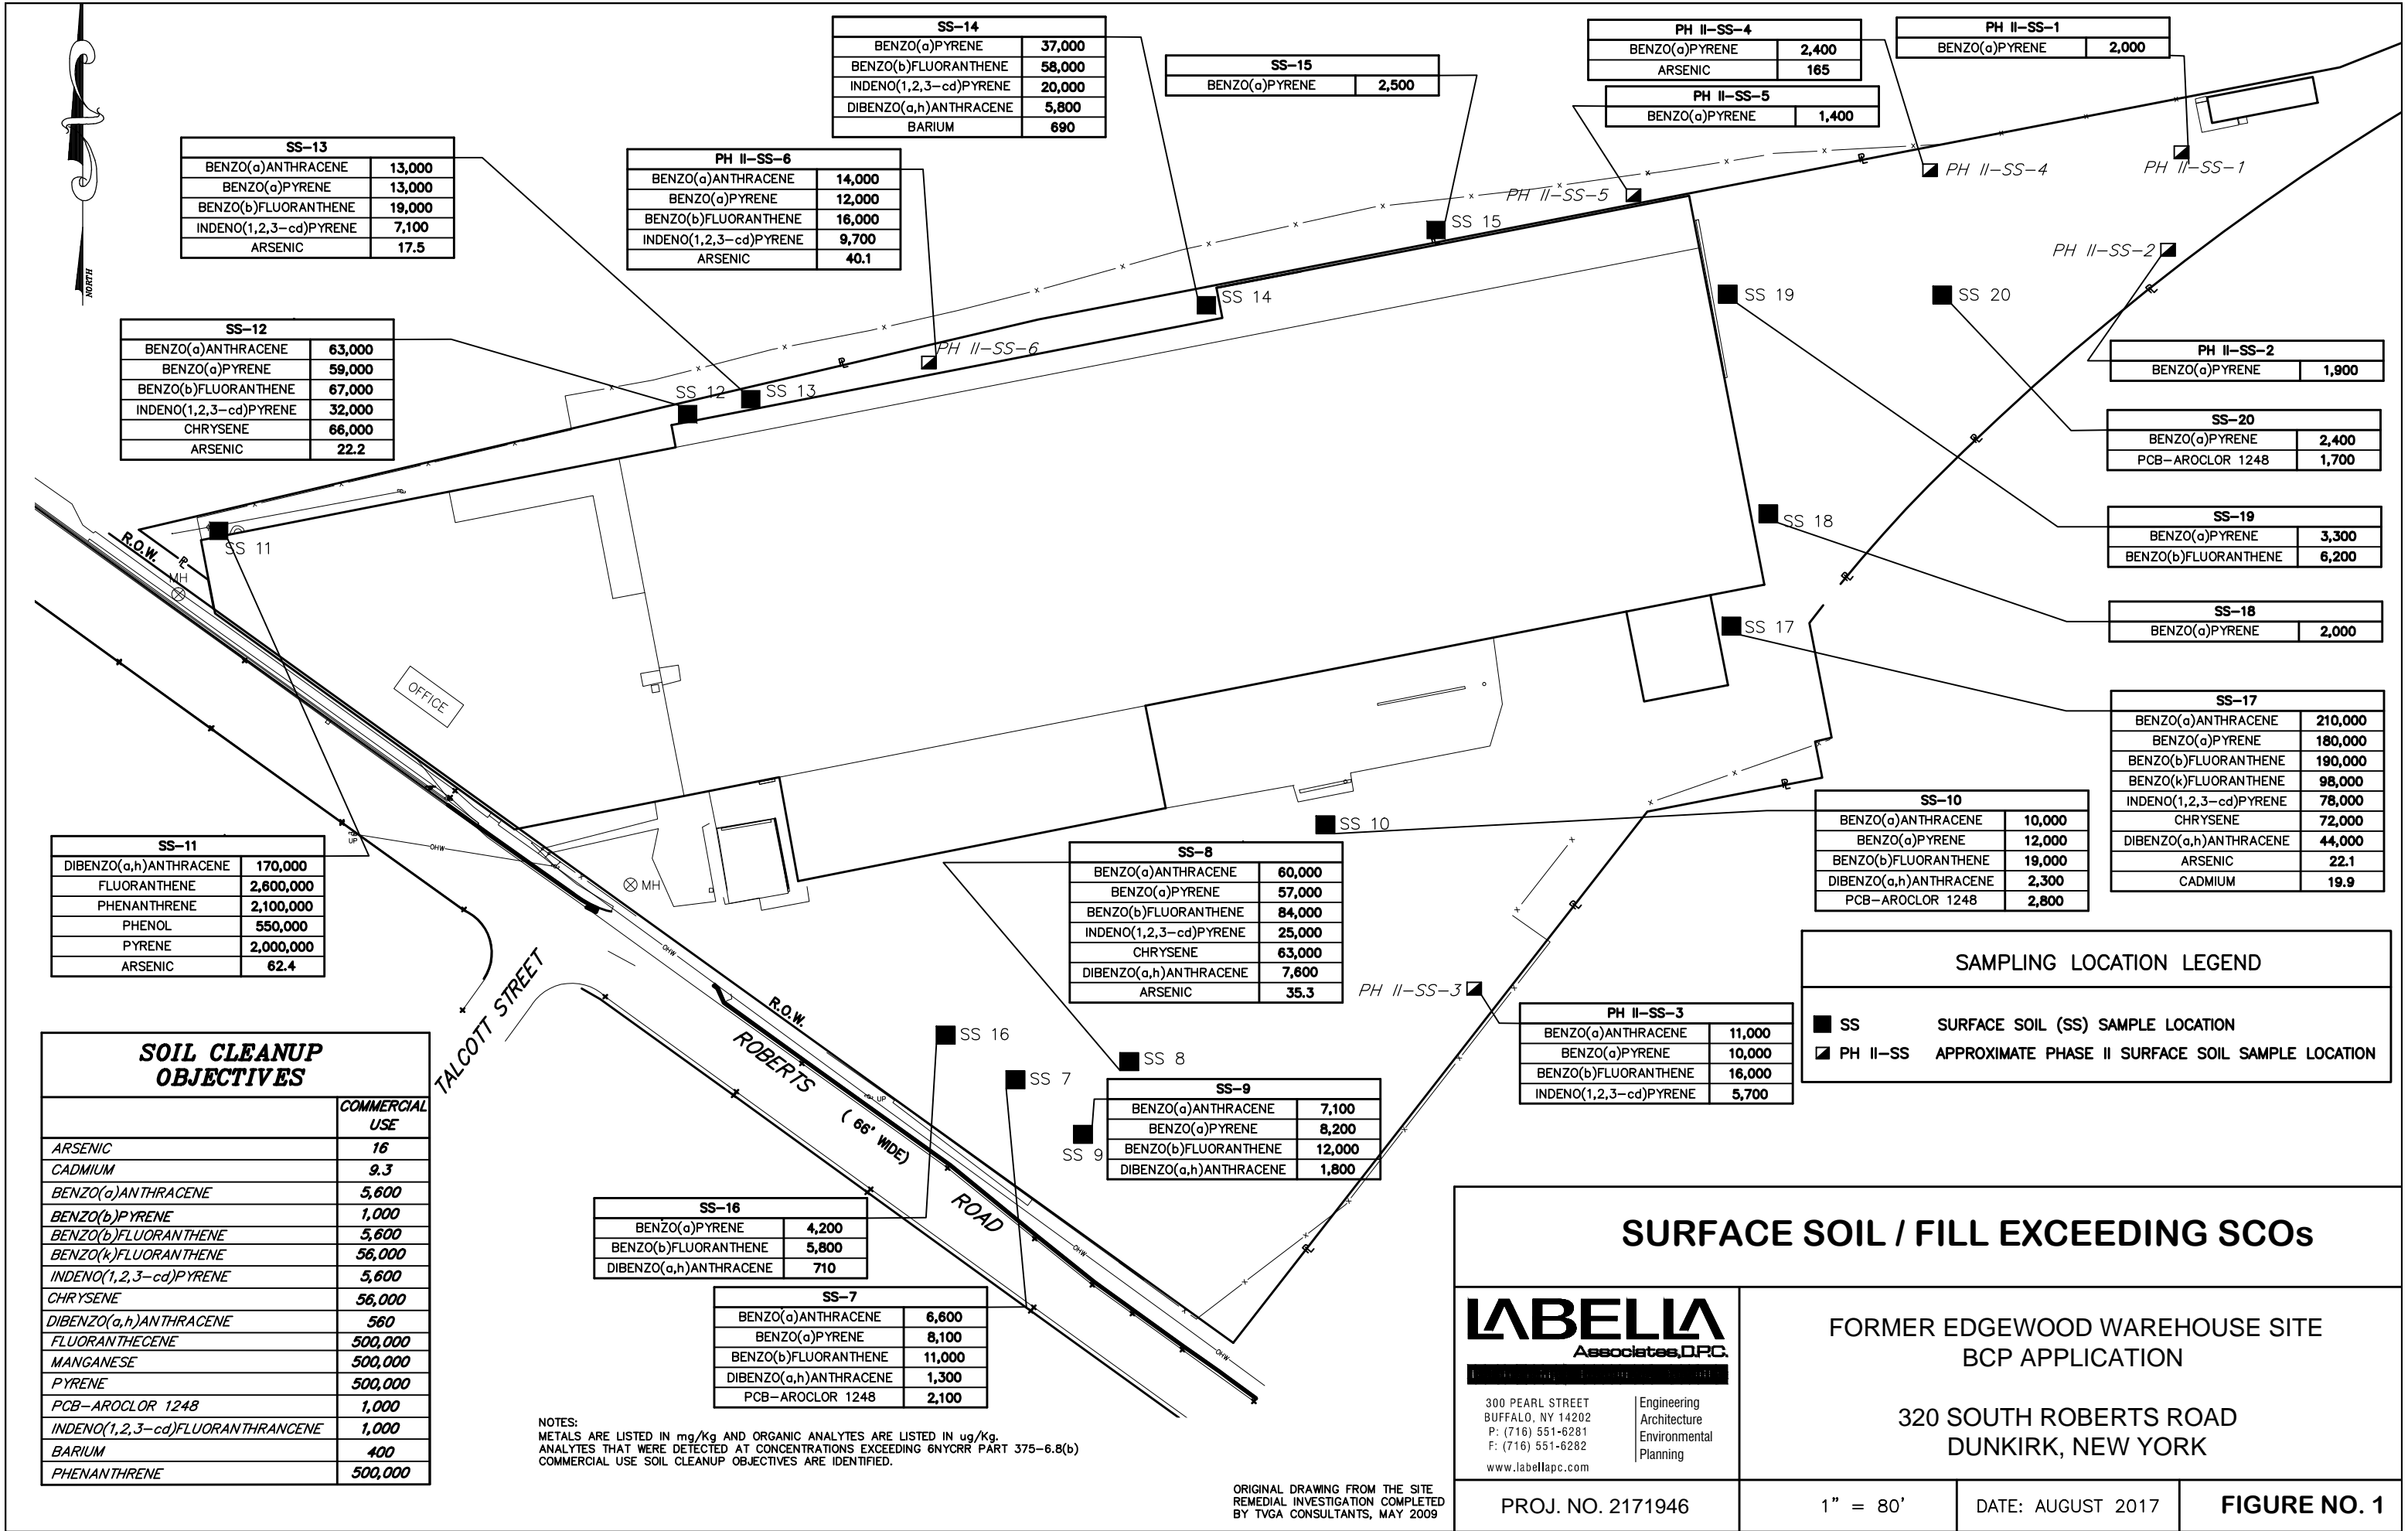 NORTH
SS-14
BENZO(a)PYRENE 37,000
BENZO(b)FLUORANTHENE 58,000
INDENO(1,2,3-cd)PYRENE 20,000
DIBENZO(a,h)ANTHRACENE 5,800
BARIUM 690
SS-15
BENZO(a)PYRENE 2,500
PH II-SS-4
BENZO(a)PYRENE 2,400
ARSENIC 165
PH II-SS-1
BENZO(a)PYRENE 2,000
PH II-SS-5
BENZO(a)PYRENE 1,400
SS-13
BENZO(a)ANTHRACENE 13,000
BENZO(a)PYRENE 13,000
BENZO(b)FLUORANTHENE 19,000
INDENO(1,2,3-cd)PYRENE 7,100
ARSENIC 17.5
PH II-SS-6
BENZO(a)ANTHRACENE 14,000
BENZO(a)PYRENE 12,000
BENZO(b)FLUORANTHENE 16,000
INDENO(1,2,3-cd)PYRENE 9,700
ARSENIC 40.1
SS-12
BENZO(a)ANTHRACENE 63,000
BENZO(a)PYRENE 59,000
BENZO(b)FLUORANTHENE 67,000
INDENO(1,2,3-cd)PYRENE 32,000
CHRYSENE 66,000
ARSENIC 22.2
PH II-SS-4
PH II-SS-1
PH II-SS-5
SS 15
PH II-SS-2
SS 14
SS 19
SS 20
PH II-SS-6
SS 12
SS 13
SS 11
SS 18
SS 17
R.O.W.
MH
OFFICE
PH II-SS-2
BENZO(a)PYRENE 1,900
SS-20
BENZO(a)PYRENE 2,400
PCB-AROCLOR 1248 1,700
SS-19
BENZO(a)PYRENE 3,300
BENZO(b)FLUORANTHENE 6,200
SS-18
BENZO(a)PYRENE 2,000
SS-17
BENZO(a)ANTHRACENE 210,000
BENZO(a)PYRENE 180,000
BENZO(b)FLUORANTHENE 190,000
BENZO(k)FLUORANTHENE 98,000
INDENO(1,2,3-cd)PYRENE 78,000
CHRYSENE 72,000
DIBENZO(a,h)ANTHRACENE 44,000
ARSENIC 22.1
CADMIUM 19.9
SS-10
BENZO(a)ANTHRACENE 10,000
BENZO(a)PYRENE 12,000
BENZO(b)FLUORANTHENE 19,000
DIBENZO(a,h)ANTHRACENE 2,300
PCB-AROCLOR 1248 2,800
SS 10
SS-11
DIBENZO(a,h)ANTHRACENE 170,000
FLUORANTHENE 2,600,000
PHENANTHRENE 2,100,000
PHENOL 550,000
PYRENE 2,000,000
ARSENIC 62.4
UP
OHW
MH
SS-8
BENZO(a)ANTHRACENE 60,000
BENZO(a)PYRENE 57,000
BENZO(b)FLUORANTHENE 84,000
INDENO(1,2,3-cd)PYRENE 25,000
CHRYSENE 63,000
DIBENZO(a,h)ANTHRACENE 7,600
ARSENIC 35.3
PH II-SS-3
PH II-SS-3
BENZO(a)ANTHRACENE 11,000
BENZO(a)PYRENE 10,000
BENZO(b)FLUORANTHENE 16,000
INDENO(1,2,3-cd)PYRENE 5,700
SAMPLING LOCATION LEGEND
SS SURFACE SOIL (SS) SAMPLE LOCATION
PH II-SS APPROXIMATE PHASE II SURFACE SOIL SAMPLE LOCATION
OHW
TALCOTT STREET
R.O.W.
ROBERTS
( 66' WIDE)
ROAD
UP
OHW
OHW
SS 16
SS 7
SS 8
SS 9
SS-9
BENZO(a)ANTHRACENE 7,100
BENZO(a)PYRENE 8,200
BENZO(b)FLUORANTHENE 12,000
DIBENZO(a,h)ANTHRACENE 1,800
SS-16
BENZO(a)PYRENE 4,200
BENZO(b)FLUORANTHENE 5,800
DIBENZO(a,h)ANTHRACENE 710
SS-7
BENZO(a)ANTHRACENE 6,600
BENZO(a)PYRENE 8,100
BENZO(b)FLUORANTHENE 11,000
DIBENZO(a,h)ANTHRACENE 1,300
PCB-AROCLOR 1248 2,100
SOIL CLEANUP
OBJECTIVES
COMMERCIAL
USE
ARSENIC 16
CADMIUM 9.3
BENZO(a)ANTHRACENE 5,600
BENZO(b)PYRENE 1,000
BENZO(b)FLUORANTHENE 5,600
BENZO(k)FLUORANTHENE 56,000
INDENO(1,2,3-cd)PYRENE 5,600
CHRYSENE 56,000
DIBENZO(a,h)ANTHRACENE 560
FLUORANTHECENE 500,000
MANGANESE 500,000
PYRENE 500,000
PCB-AROCLOR 1248 1,000
INDENO(1,2,3-cd)FLUORANTHRANCENE 1,000
BARIUM 400
PHENANTHRENE 500,000
NOTES:
METALS ARE LISTED IN mg/Kg AND ORGANIC ANALYTES ARE LISTED IN ug/Kg.
ANALYTES THAT WERE DETECTED AT CONCENTRATIONS EXCEEDING 6NYCRR PART 375-6.8(b)
COMMERCIAL USE SOIL CLEANUP OBJECTIVES ARE IDENTIFIED.
ORIGINAL DRAWING FROM THE SITE
REMEDIAL INVESTIGATION COMPLETED
BY TVGA CONSULTANTS, MAY 2009
SURFACE SOIL / FILL EXCEEDING SCOs
LABELLA
Associates, D.P.C.
300 PEARL STREET
BUFFALO, NY 14202
P: (716) 551-6281
F: (716) 551-6282
www.labellapc.com
Engineering
Architecture
Environmental
Planning
FORMER EDGEWOOD WAREHOUSE SITE
BCP APPLICATION
320 SOUTH ROBERTS ROAD
DUNKIRK, NEW YORK
PROJ. NO. 2171946
1" = 80'
DATE: AUGUST 2017
FIGURE NO. 1